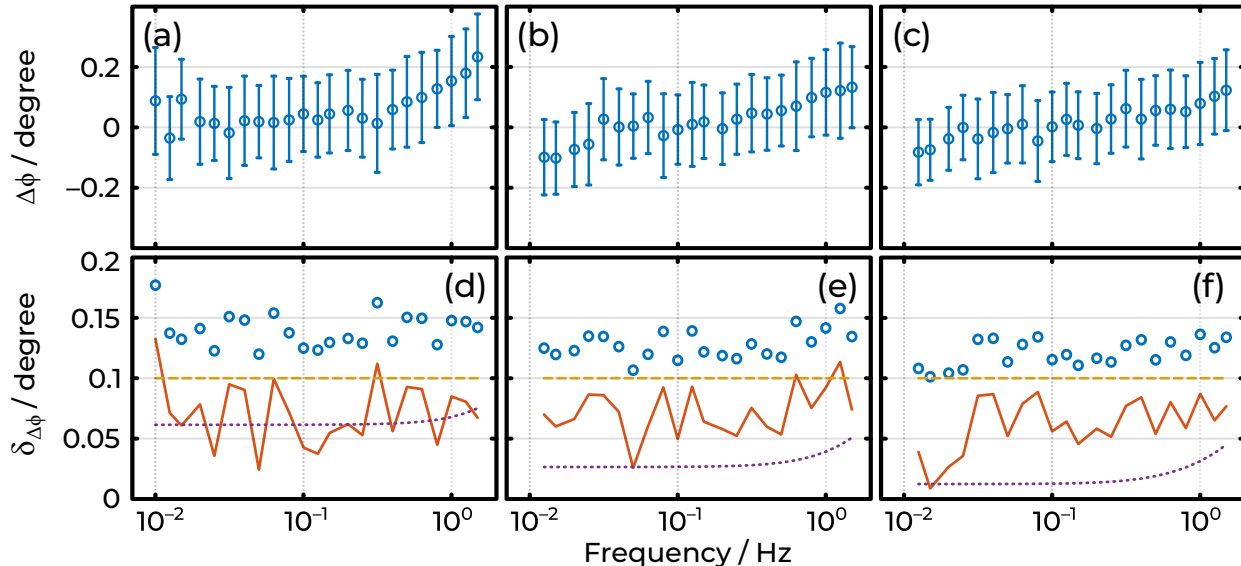 (a) (b) (c)
Δϕ / degree
0.2
0
−0.2
(d) (e) (f)
δΔϕ / degree
0.2
0.15
0.1
0.05
0
10⁻² 10⁻¹ 10⁰ 10⁻² 10⁻¹ 10⁰ 10⁻² 10⁻¹ 10⁰
Frequency / Hz